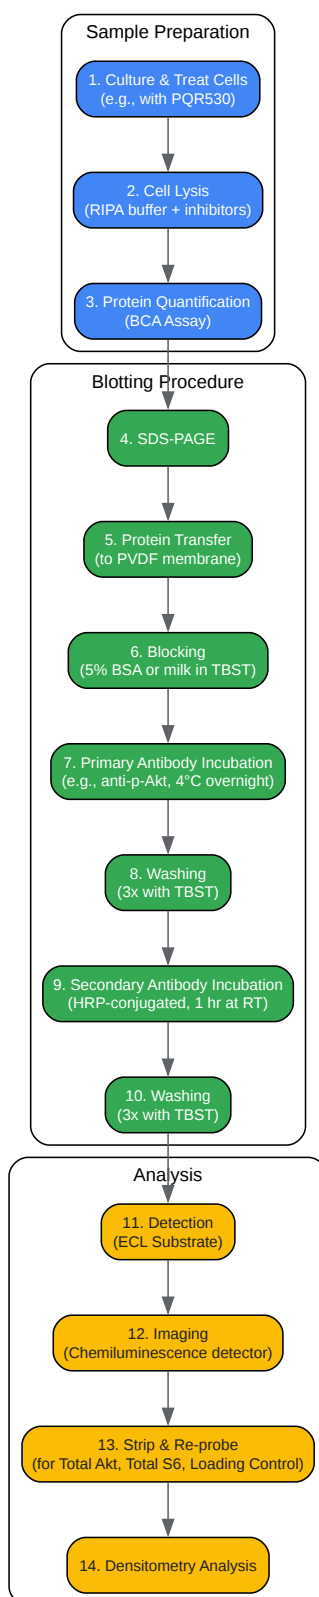 Sample Preparation
1. Culture & Treat Cells
(e.g., with PQR530)
2. Cell Lysis
(RIPA buffer + inhibitors)
3. Protein Quantification
(BCA Assay)
Blotting Procedure
4. SDS-PAGE
5. Protein Transfer
(to PVDF membrane)
6. Blocking
(5% BSA or milk in TBST)
7. Primary Antibody Incubation
(e.g., anti-p-Akt, 4°C overnight)
8. Washing
(3x with TBST)
9. Secondary Antibody Incubation
(HRP-conjugated, 1 hr at RT)
10. Washing
(3x with TBST)
Analysis
11. Detection
(ECL Substrate)
12. Imaging
(Chemiluminescence detector)
13. Strip & Re-probe
(for Total Akt, Total S6, Loading Control)
14. Densitometry Analysis